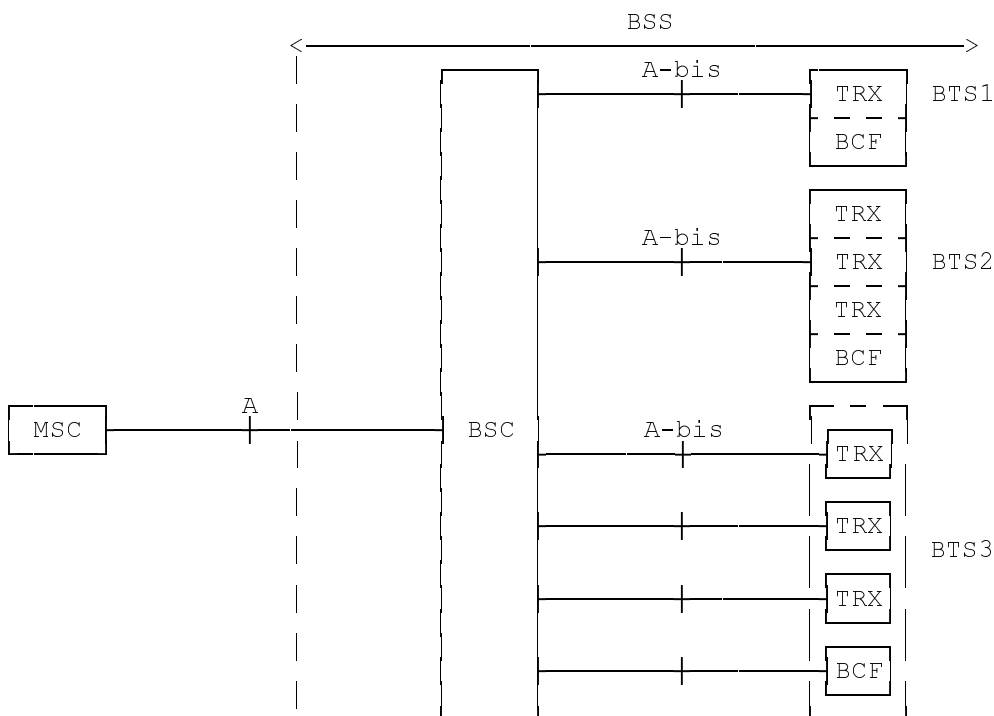 BSS
A-bis
TRX
BTS1
BCF
TRX
A-bis
TRX
BTS2
TRX
BCF
A
MSC
BSC
A-bis
TRX
TRX
BTS3
TRX
BCF